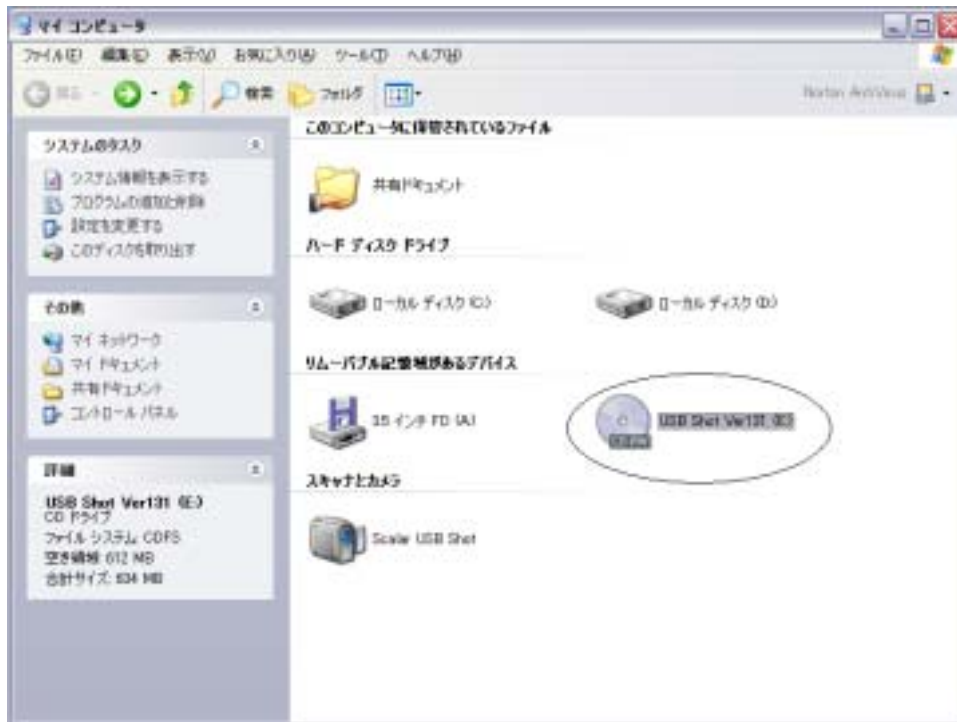 マイ コンピュータ
ファイル(F) 編集(E) 表示(V) お気に入り(A) ツール(T) ヘルプ(H)
戻る 検索 フォルダ Norton AntiVirus
システムのタスク
システム情報を表示する
プログラムの追加と削除
設定を変更する
このディスクを取り出す
その他
マイ ネットワーク
マイ ドキュメント
共有ドキュメント
コントロール パネル
詳細
USB Shot Ver131 (E:)
CD ドライブ
ファイル システム: CDFS
空き領域: 612 MB
合計サイズ: 634 MB
このコンピュータに保管されているファイル
共有ドキュメント
ハード ディスク ドライブ
ローカル ディスク (C:)
ローカル ディスク (D:)
リムーバブル記憶域があるデバイス
3.5 インチ FD (A:)
USB Shot Ver131 (E:)
スキャナとカメラ
Scalar USB Shot